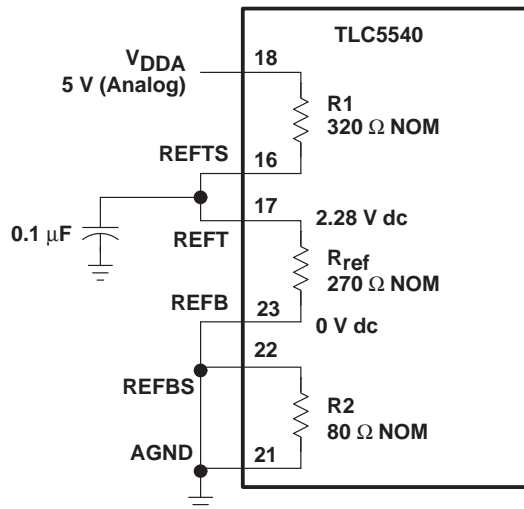 TLC5540
VDDA
5 V (Analog)
18
R1
320 Ω NOM
REFTS
16
17
2.28 V dc
0.1 μF
REFT
Rref
270 Ω NOM
REFB
23
0 V dc
22
REFBS
R2
80 Ω NOM
AGND
21